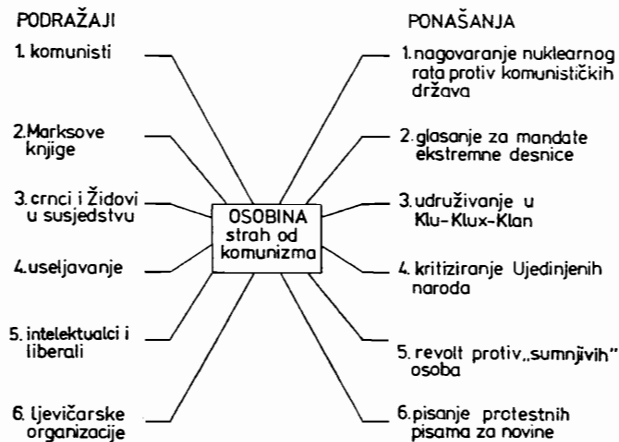 PODRAŽAJI
1. komunisti
2. Marksove
knjige
3. crnci i Židovi
u susjedstvu
4. useljavanje
5. intelektualci i
liberali
6. ljevičarske
organizacije
OSOBINA
strah od
komunizma
PONAŠANJA
1. nagovaranje nuklearnog
rata protiv komunističkih
država
2. glasanje za mandate
ekstremne desnice
3. udruživanje u
Klu-Klux-Klan
4. kritiziranje Ujedinjenih
naroda
5. revolt protiv „sumnjivih"
osoba
6. pisanje protestnih
pisama za novine